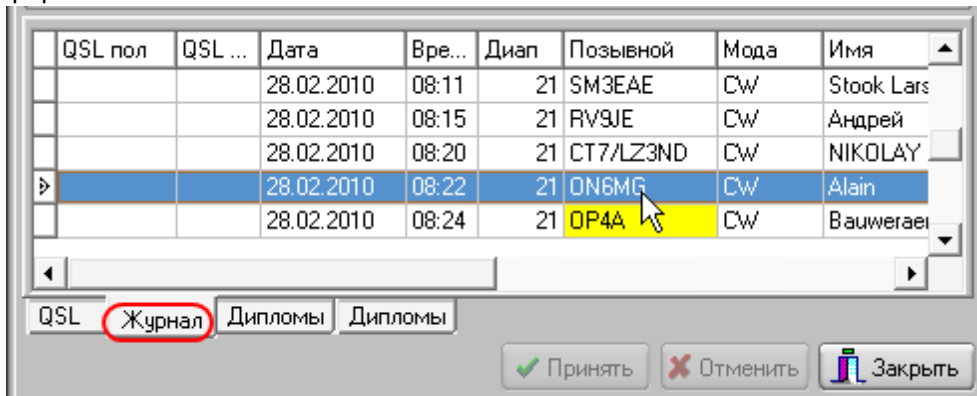 QSL пол QSL ... Дата Вре... Диап Позывной Мода Имя
28.02.2010 08:11 21 SM3EAE CW Stook Lars
28.02.2010 08:15 21 RV9JE CW Андрей
28.02.2010 08:20 21 CT7/LZ3ND CW NIKOLAY
28.02.2010 08:22 21 ON6MG CW Alain
28.02.2010 08:24 21 OP4A CW Bauweraer
QSL Журнал Дипломы Дипломы
Принять Отменить Закрыть